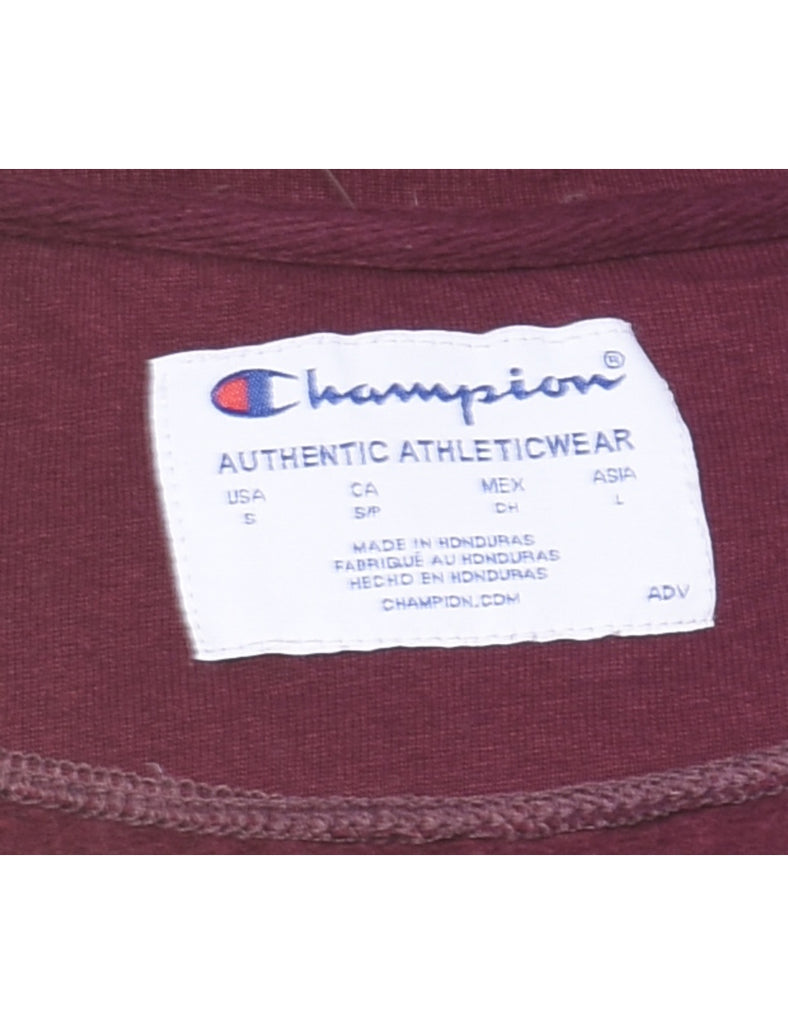 Champion®
AUTHENTIC ATHLETICWEAR
USA CA MEX ASIA
S S/P CH L
MADE IN HONDURAS
FABRIQUÉ AU HONDURAS
HECHO EN HONDURAS
CHAMPION.COM ADV